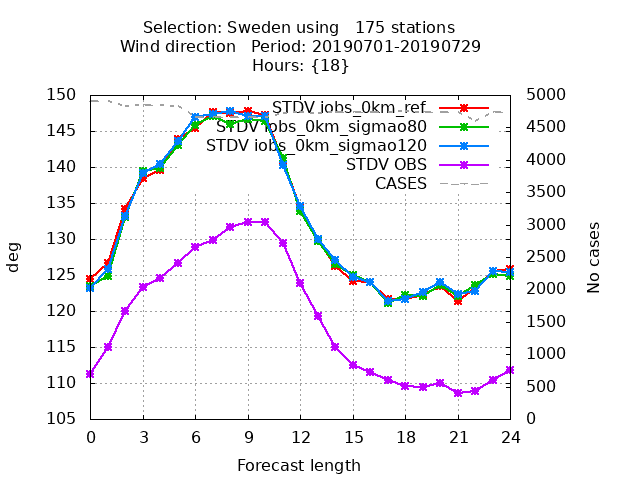 Selection: Sweden using   175 stations
Wind direction   Period: 20190701-20190729
Hours: {18}
STDV iobs_0km_ref
STDV iobs_0km_sigmao80
STDV iobs_0km_sigmao120
STDV OBS
CASES
deg
150
145
140
135
130
125
120
115
110
105
5000
4500
4000
3500
3000
2500
2000
1500
1000
500
0
No cases
0 3 6 9 12 15 18 21 24
Forecast length